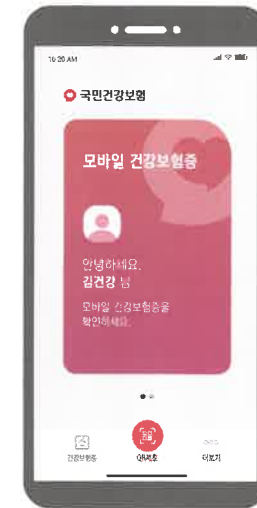 10:20 AM
국민건강보험
모바일 건강보험증
안녕하세요.
김건강 님
모바일 건강보험증을
확인하세요.
건강보험증
QR제출
더보기